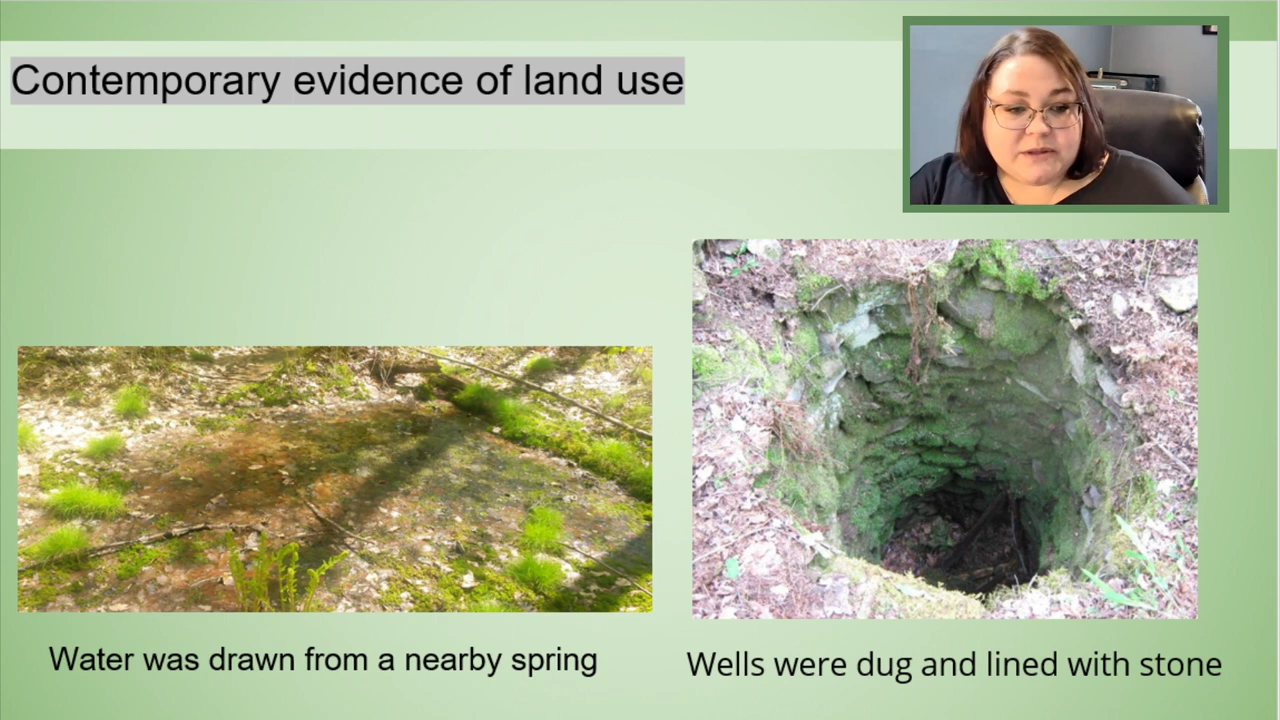 Contemporary evidence of land use
Water was drawn from a nearby spring
Wells were dug and lined with stone